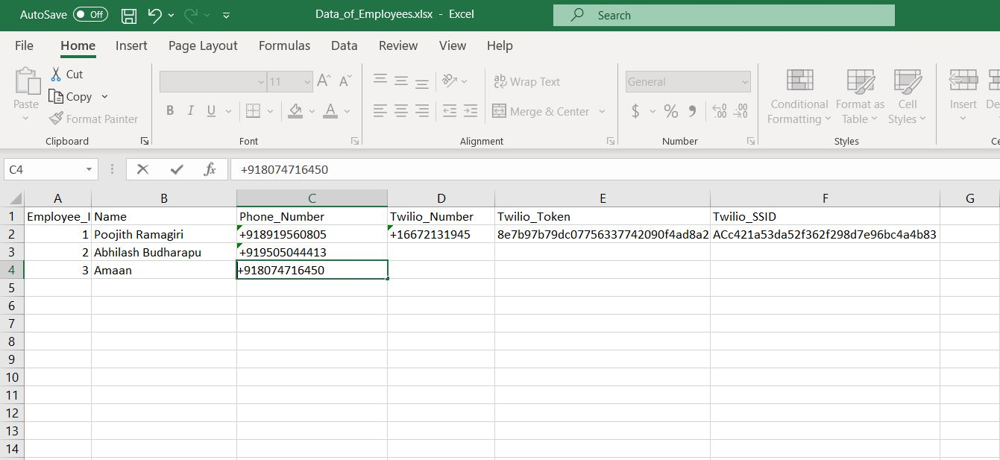 AutoSave Off Data_of_Employees.xlsx - Excel Search
File Home Insert Page Layout Formulas Data Review View Help
Paste Cut Copy Format Painter
Clipboard
11 A A B I U A
Font
ab Wrap Text
Merge & Center
Alignment
General
$ % 9 .00 .00
Number
Conditional Formatting Format as Table Cell Styles
Styles
Insert De
Ce
C4 fx +918074716450
A B C D E F G
1 Employee_I Name Phone_Number Twilio_Number Twilio_Token Twilio_SSID
2 1 Poojith Ramagiri +918919560805 +16672131945 8e7b97b79dc07756337742090f4ad8a2 ACc421a53da52f362f298d7e96bc4a4b83
3 2 Abhilash Budharapu +919505044413
4 3 Amaan +918074716450
5
6
7
8
9
10
11
12
13
14